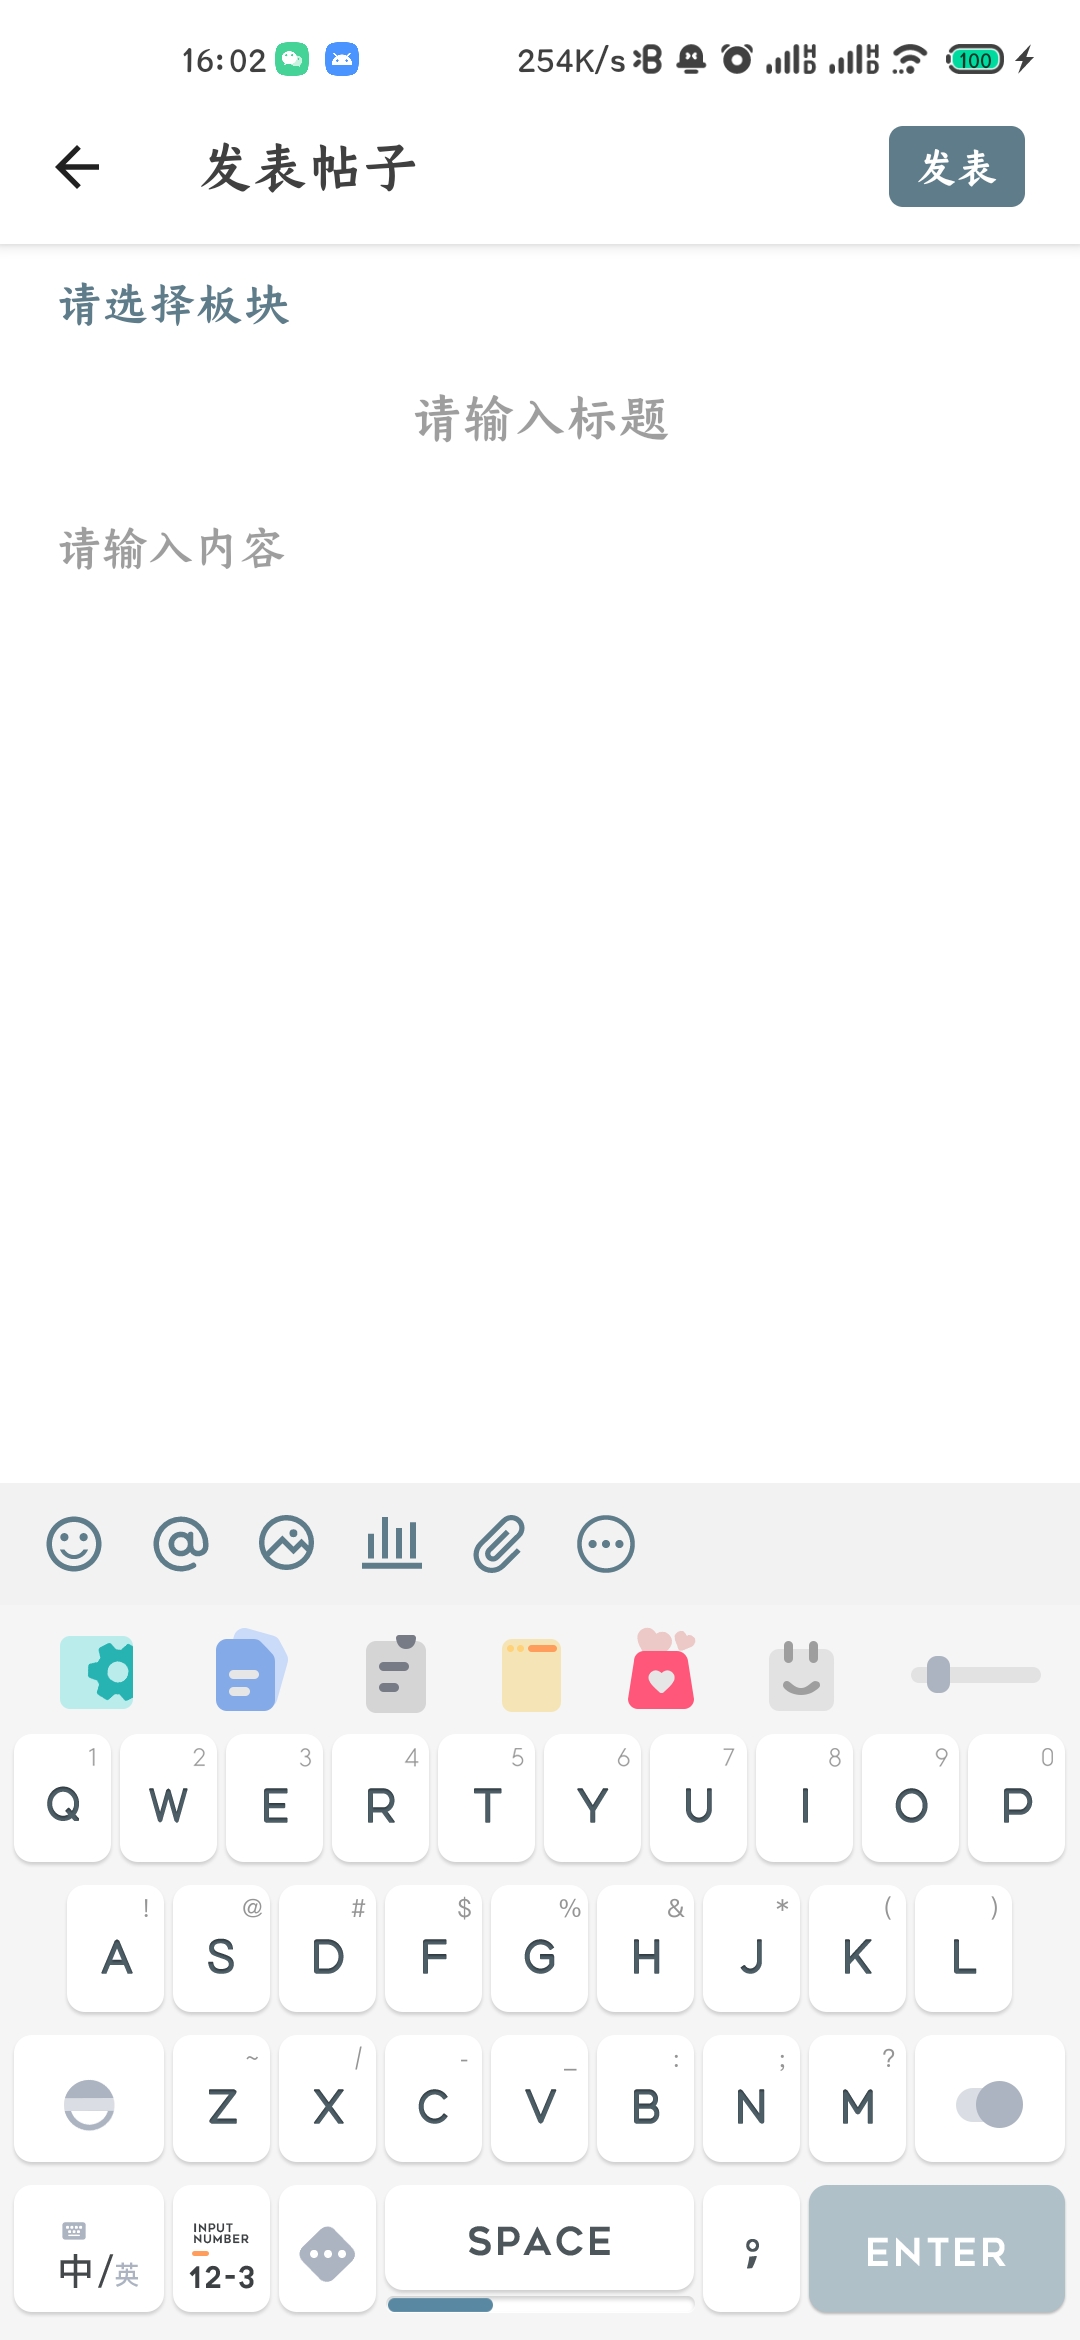 16:02 254K/s 100
发表帖子 发表
请选择板块
请输入标题
请输入内容
1 2 3 4 5 6 7 8 9 0
Q W E R T Y U I O P
! @ # $ % & * ( )
A S D F G H J K L
~ / - _ : ; ?
Z X C V B N M
中/英 INPUT NUMBER 12-3 SPACE ; ENTER